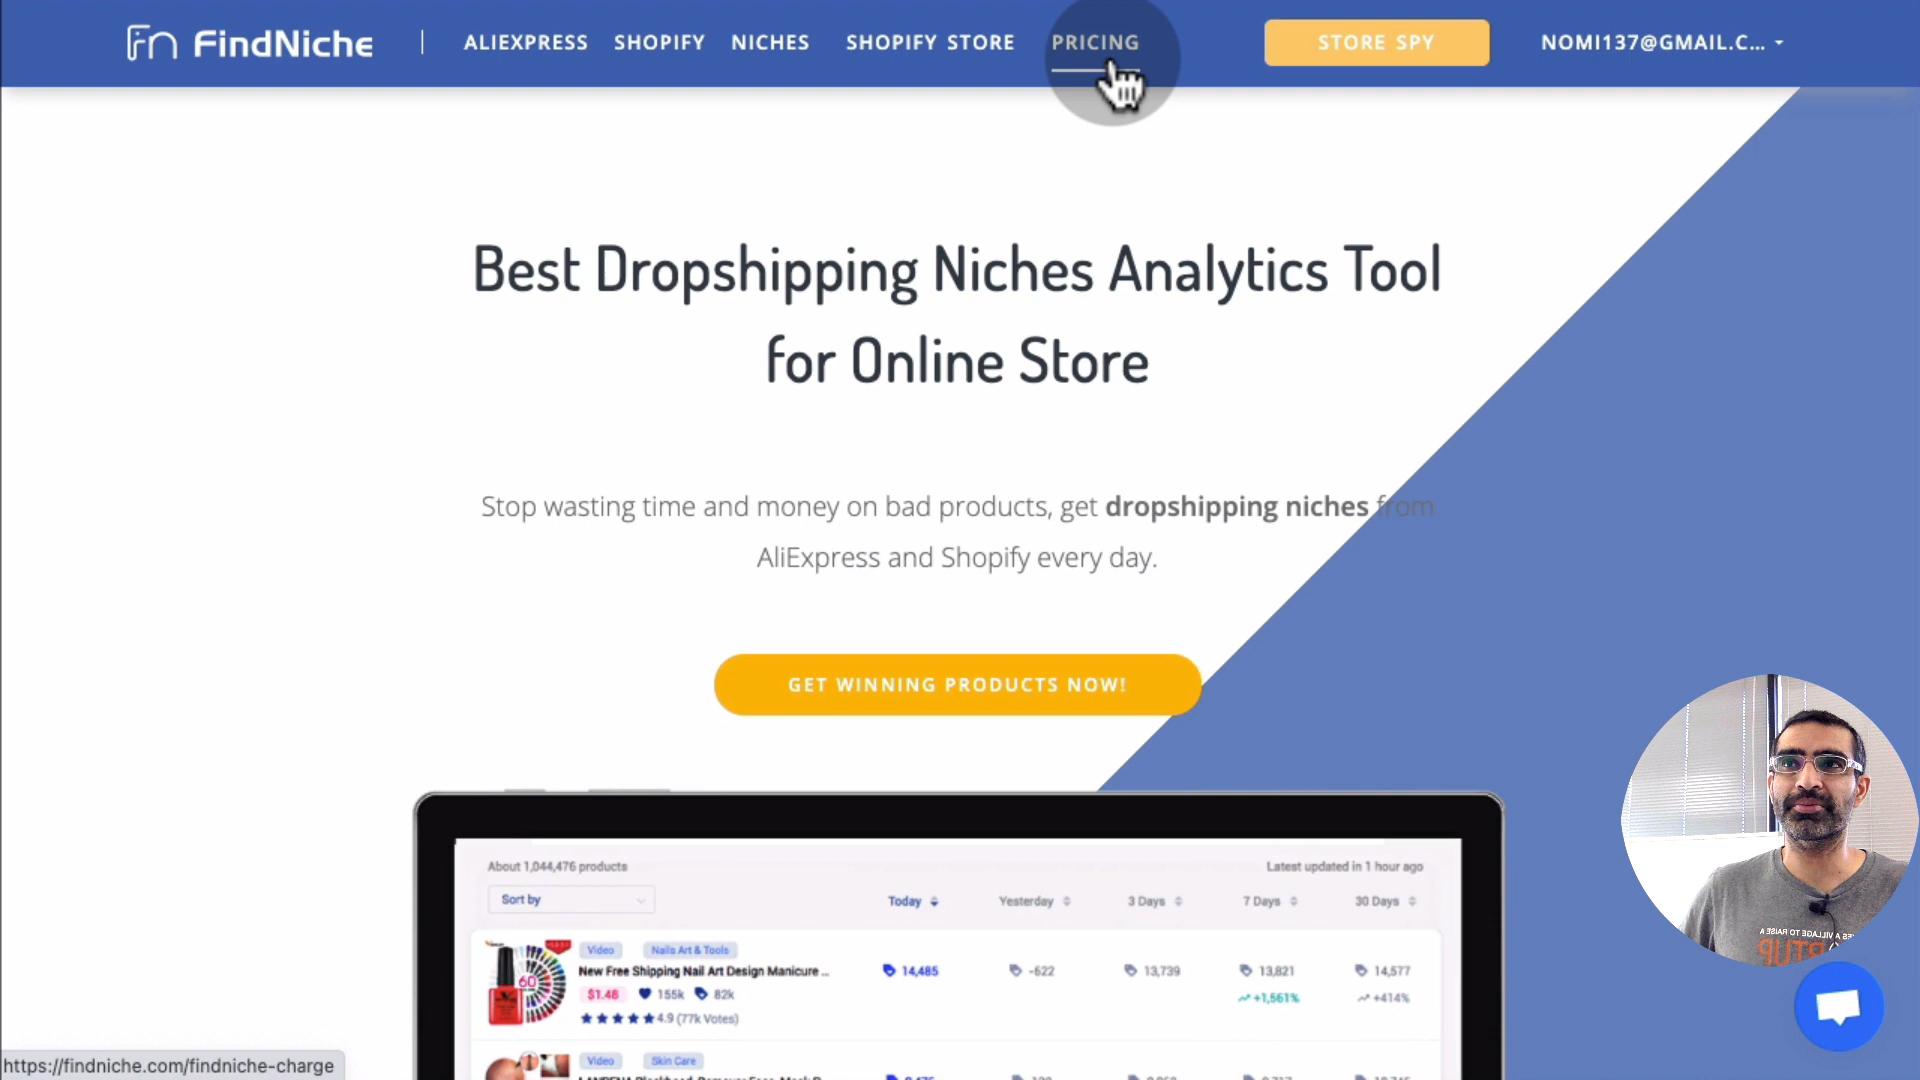 fn FindNiche | ALIEXPRESS SHOPIFY NICHES SHOPIFY STORE PRICING STORE SPY NOMI137@GMAIL.C...
Best Dropshipping Niches Analytics Tool
for Online Store
Stop wasting time and money on bad products, get dropshipping niches from
AliExpress and Shopify every day.
GET WINNING PRODUCTS NOW!
About 1,044,476 products Latest updated in 1 hour ago
Sort by Today Yesterday 3 Days 7 Days 30 Days
Video Nails Art & Tools
New Free Shipping Nail Art Design Manicure ... 14,485 -622 13,739 13,821 14,577
60
$1.48 155k 82k +1,561% +414%
4.9 (77k Votes)
Video Skin Care
https://findniche.com/findniche-charge